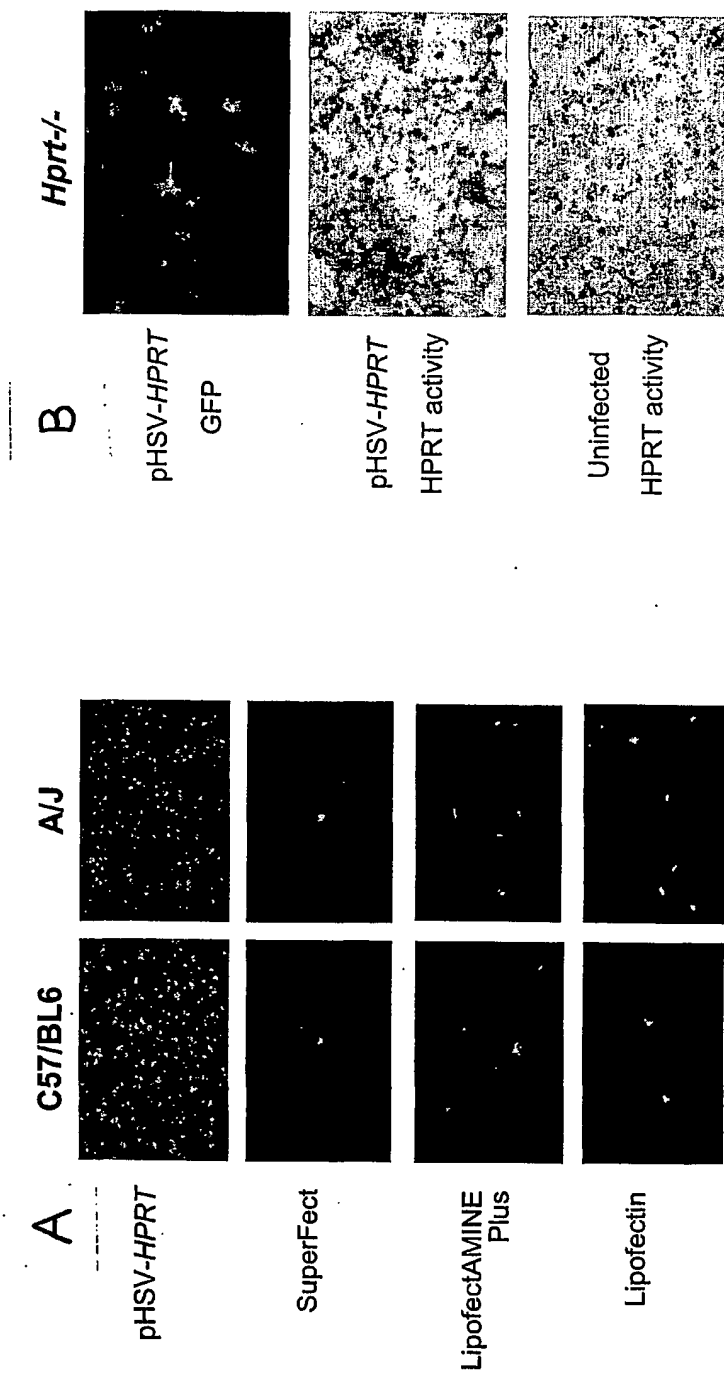 A
C57/BL6
A/J
pHSV-HPRT
SuperFect
LipofectAMINE
Plus
Lipofectin
B
Hprt-/-
pHSV-HPRT
GFP
pHSV-HPRT
HPRT activity
Uninfected
HPRT activity